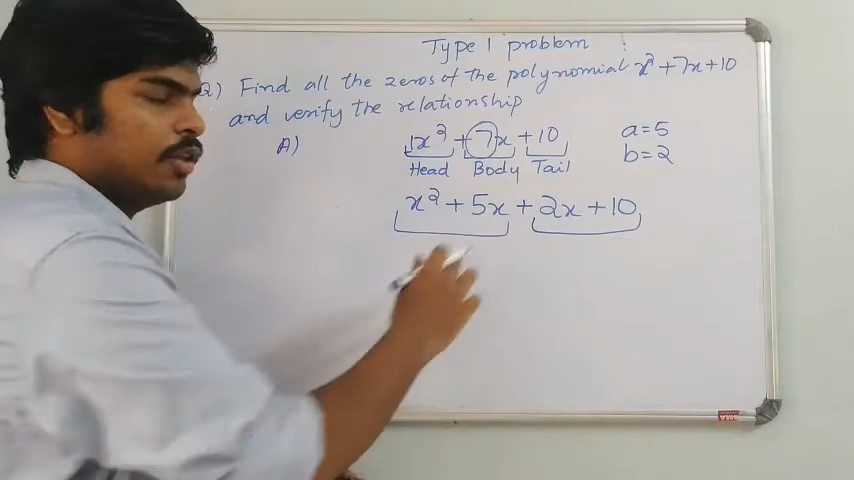 Type 1 problem
Q) Find all the zeros of the polynomial x²+7x+10
and verify the relationship
A) 1x²+7x+10 a=5
Head Body Tail b=2
x²+5x+2x+10